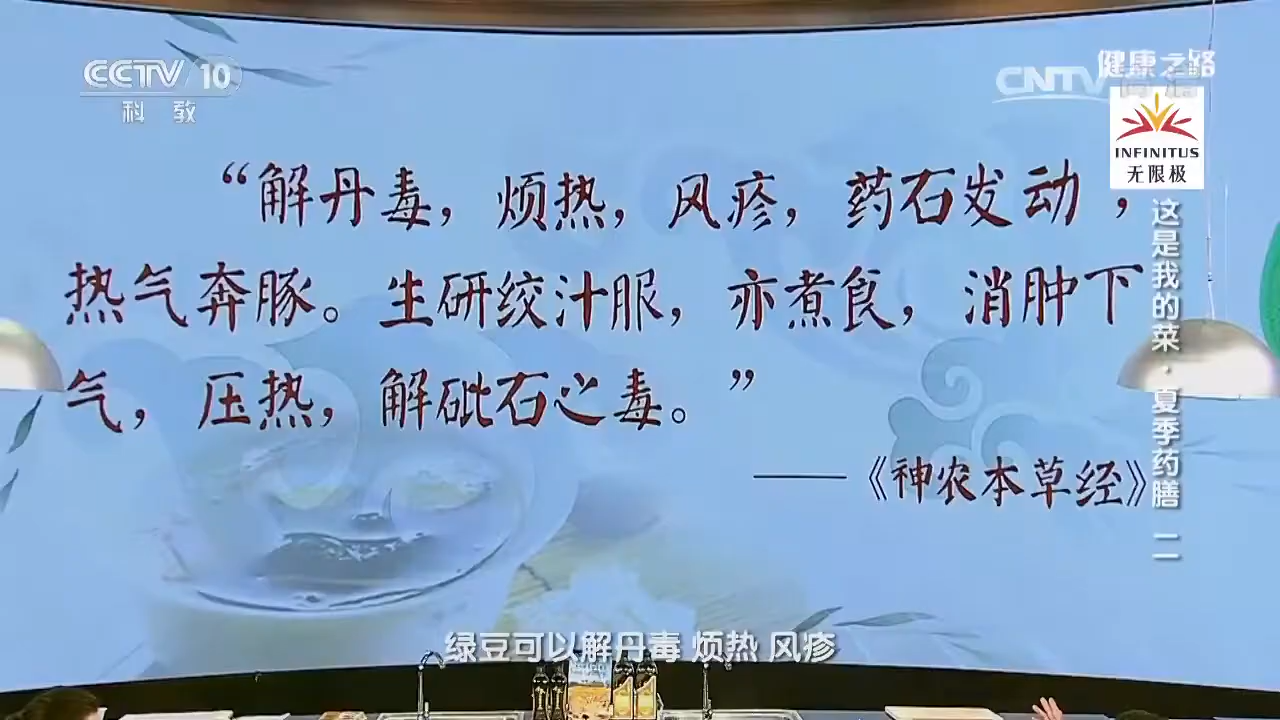 CCTV 10
科教
CNTV
健康之路
INFINITUS
无限极
“解丹毒，烦热，风疹，药石发动，
热气奔豚。生研绞汁服，亦煮食，消肿下
气，压热，解砒石之毒。”
——《神农本草经》
这是我的菜·夏季药膳 二
绿豆可以解丹毒 烦热 风疹